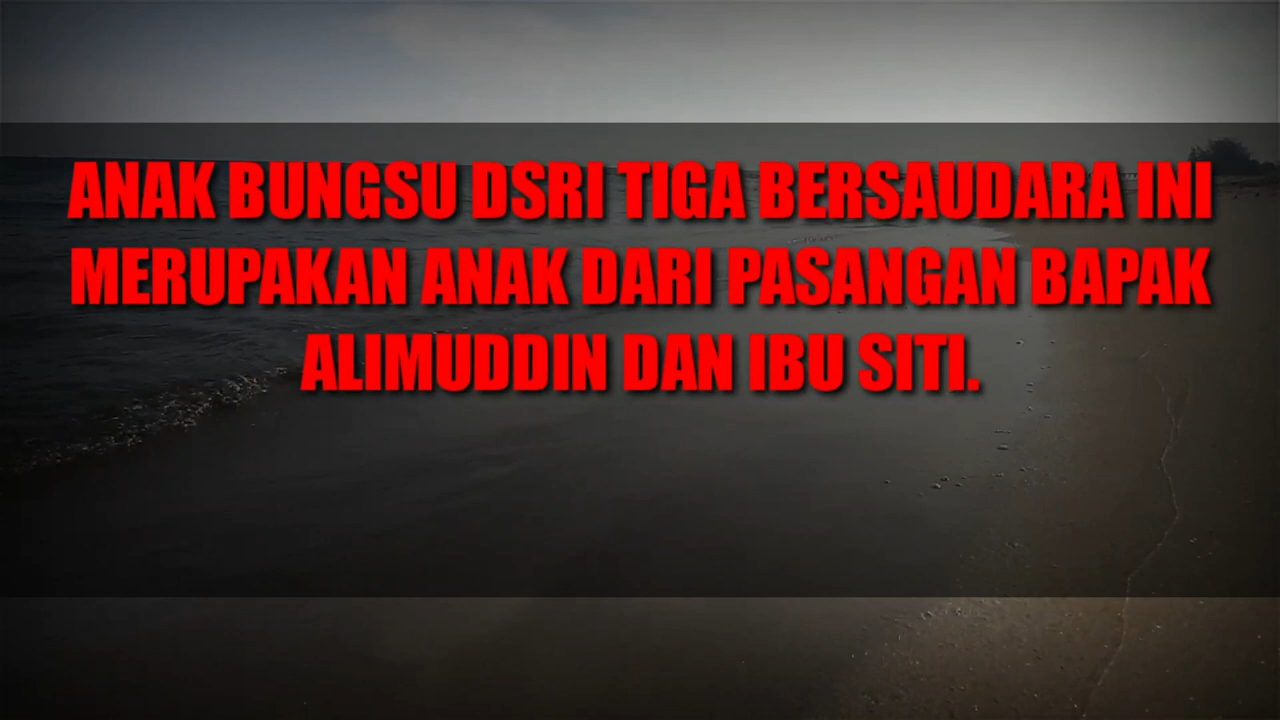 ANAK BUNGSU DSRI TIGA BERSAUDARA INI
MERUPAKAN ANAK DARI PASANGAN BAPAK
ALIMUDDIN DAN IBU SITI.